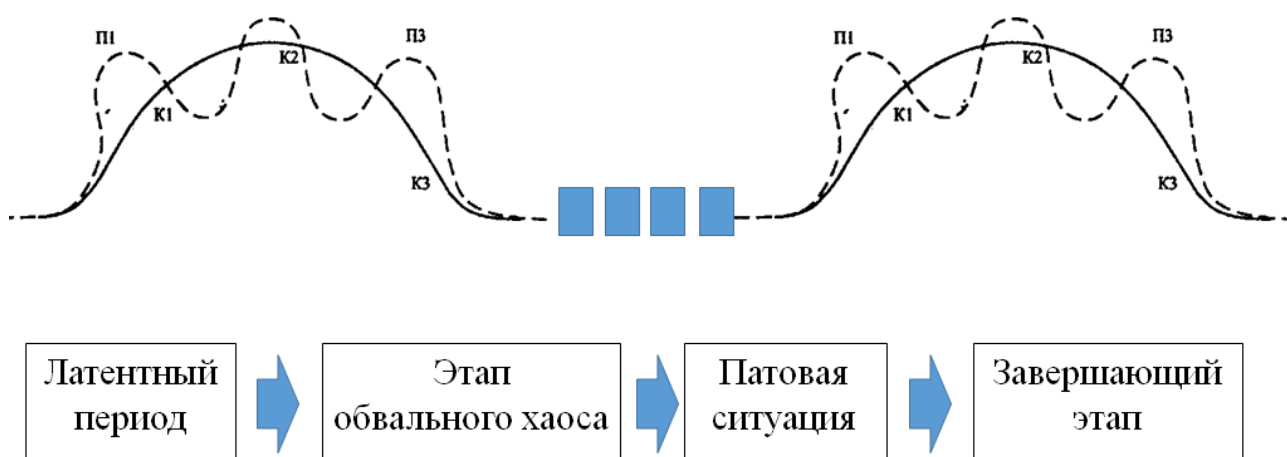 П1
К2
П3
К1
К3
П1
К2
П3
К1
К3
Латентный
период
Этап
обвального хаоса
Патовая
ситуация
Завершающий
этап